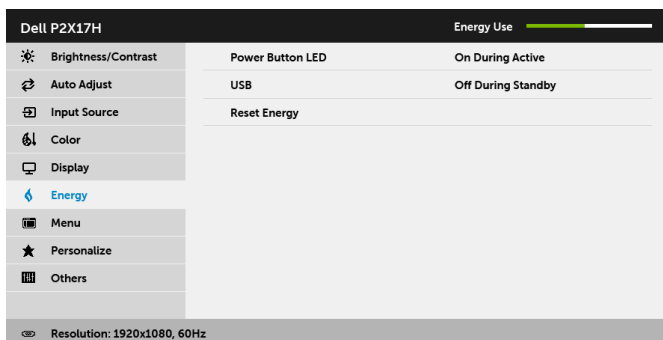 Dell P2X17H Energy Use
Brightness/Contrast Power Button LED On During Active
Auto Adjust USB Off During Standby
Input Source Reset Energy
Color
Display
Energy
Menu
Personalize
Others
Resolution: 1920x1080, 60Hz